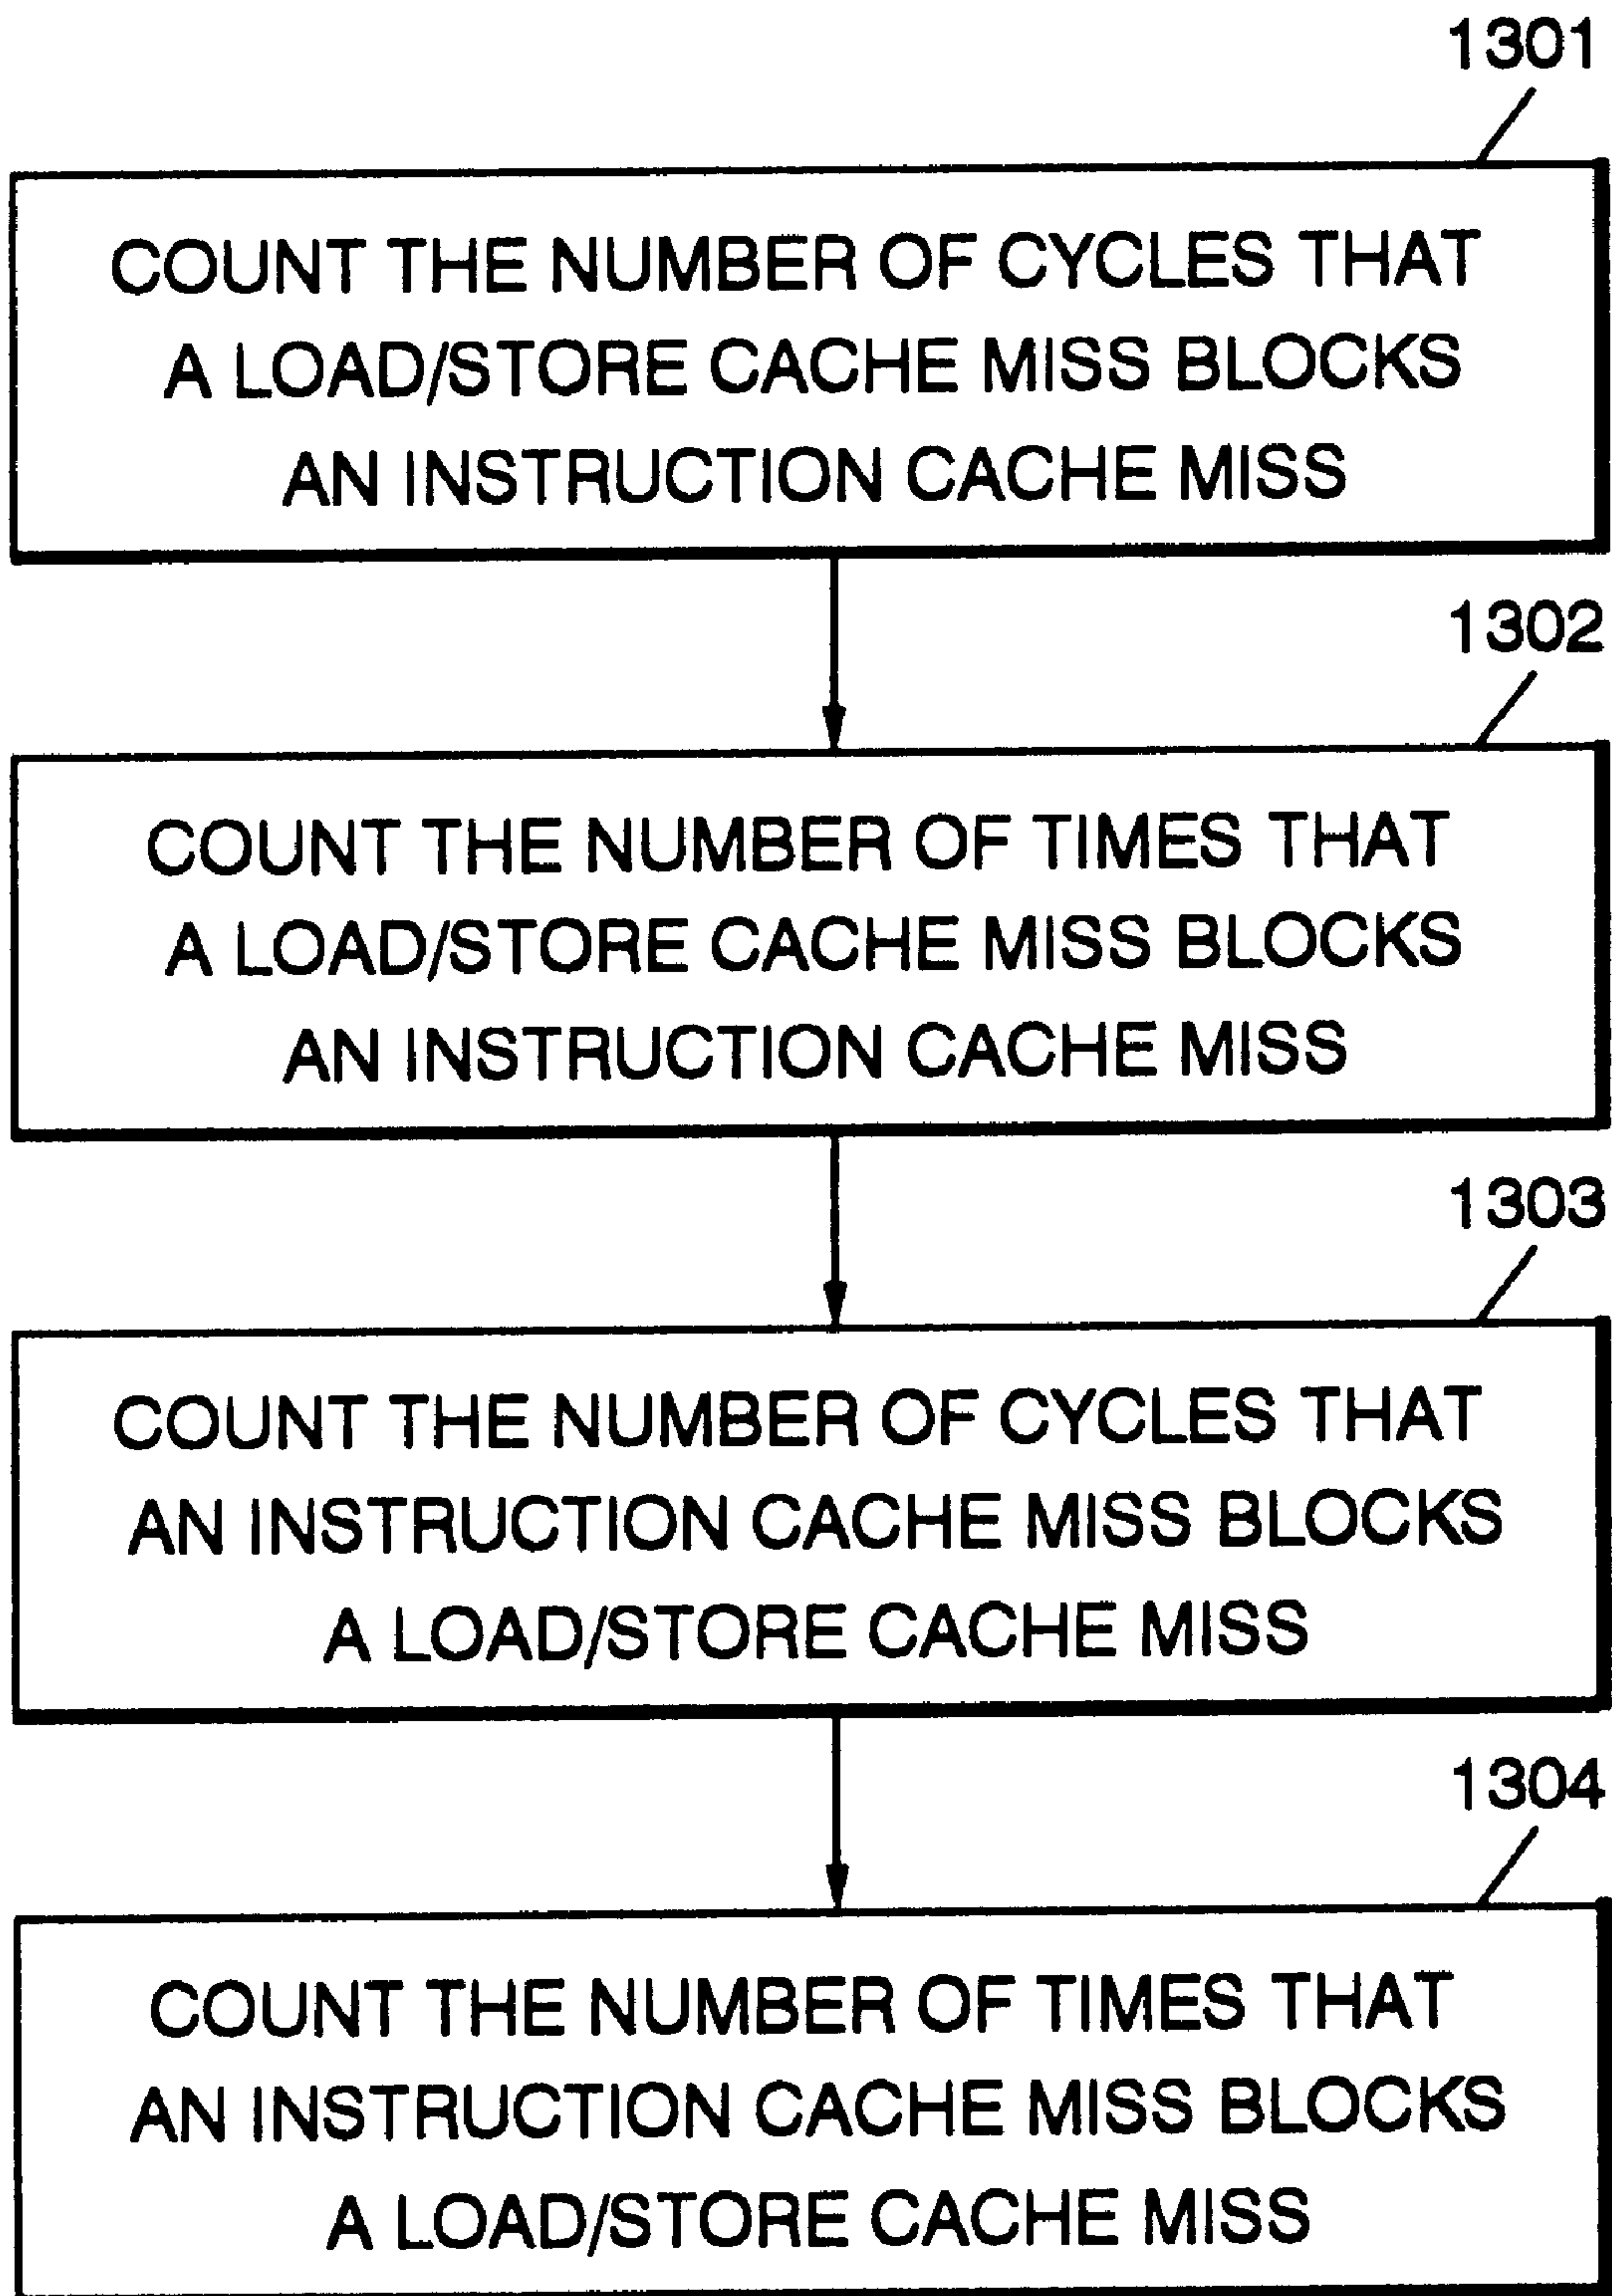 1301
COUNT THE NUMBER OF CYCLES THAT
A LOAD/STORE CACHE MISS BLOCKS
AN INSTRUCTION CACHE MISS
1302
COUNT THE NUMBER OF TIMES THAT
A LOAD/STORE CACHE MISS BLOCKS
AN INSTRUCTION CACHE MISS
1303
COUNT THE NUMBER OF CYCLES THAT
AN INSTRUCTION CACHE MISS BLOCKS
A LOAD/STORE CACHE MISS
1304
COUNT THE NUMBER OF TIMES THAT
AN INSTRUCTION CACHE MISS BLOCKS
A LOAD/STORE CACHE MISS